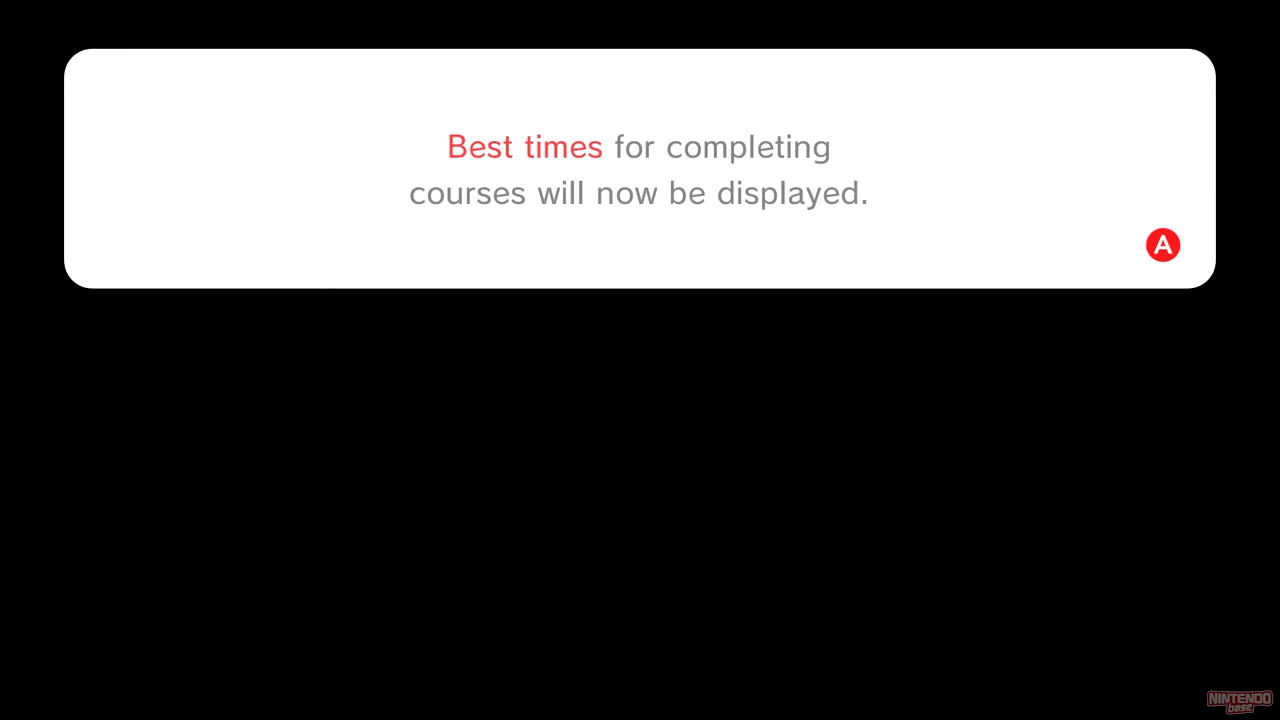 Best times for completing
courses will now be displayed.
A
NINTENDO
base